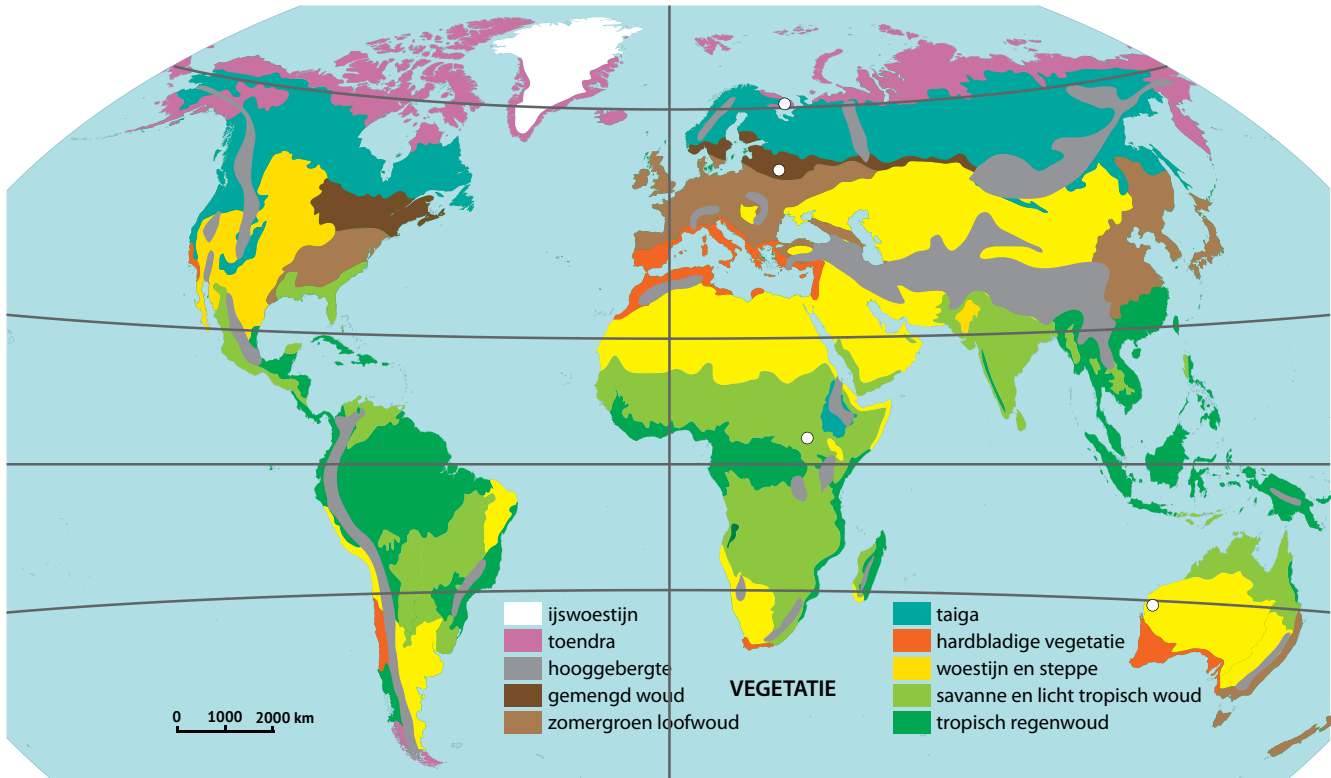 ijswoestijn
toendra
hooggebergte
gemengd woud
zomergroen loofwoud
VEGETATIE
taiga
hardbladige vegetatie
woestijn en steppe
savanne en licht tropisch woud
tropisch regenwoud
0 1000 2000 km